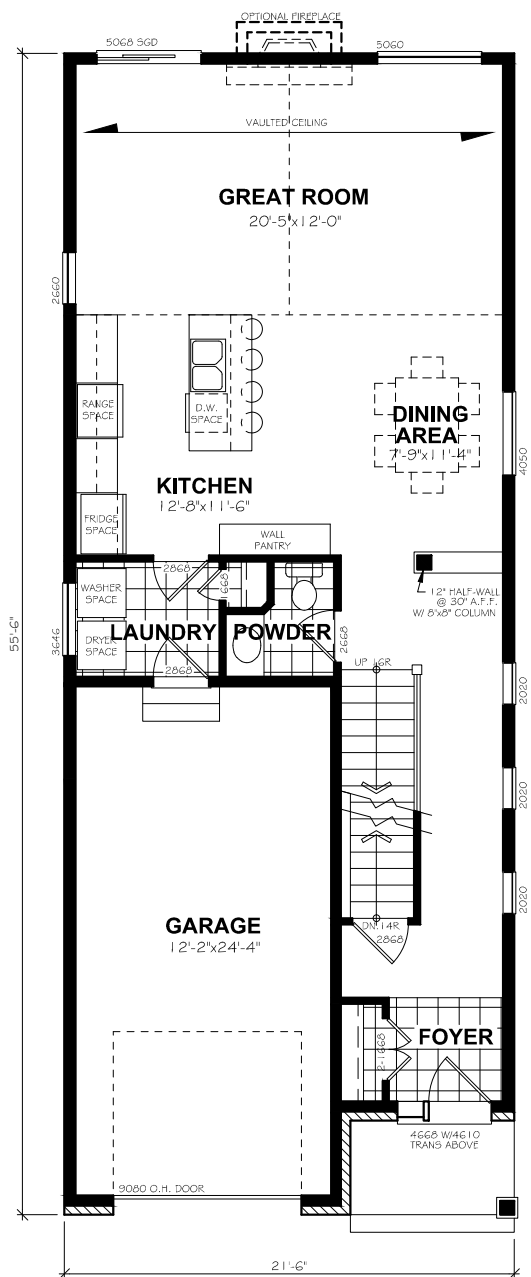 OPTIONAL FIREPLACE
5068 SGD
5060
VAULTED CEILING
GREAT ROOM
20'-5"x12'-0"
2660
RANGE
SPACE
D.W.
SPACE
DINING
AREA
7'-9"x11'-4"
4050
KITCHEN
12'-8"x11'-6"
FRIDGE
SPACE
WALL
PANTRY
2868
1668
WASHER
SPACE
12" HALF-WALL
@ 30" A.F.F.
W/ 8"x8" COLUMN
3646
LAUNDRY
POWDER
DRYER
SPACE
2668
2868
UP 16R
55'-6"
2020
2020
2020
GARAGE
12'-2"x24'-4"
DN. 14R
2868
FOYER
2-1668
4668 W/4610
TRANS ABOVE
9080 O.H. DOOR
21'-6"